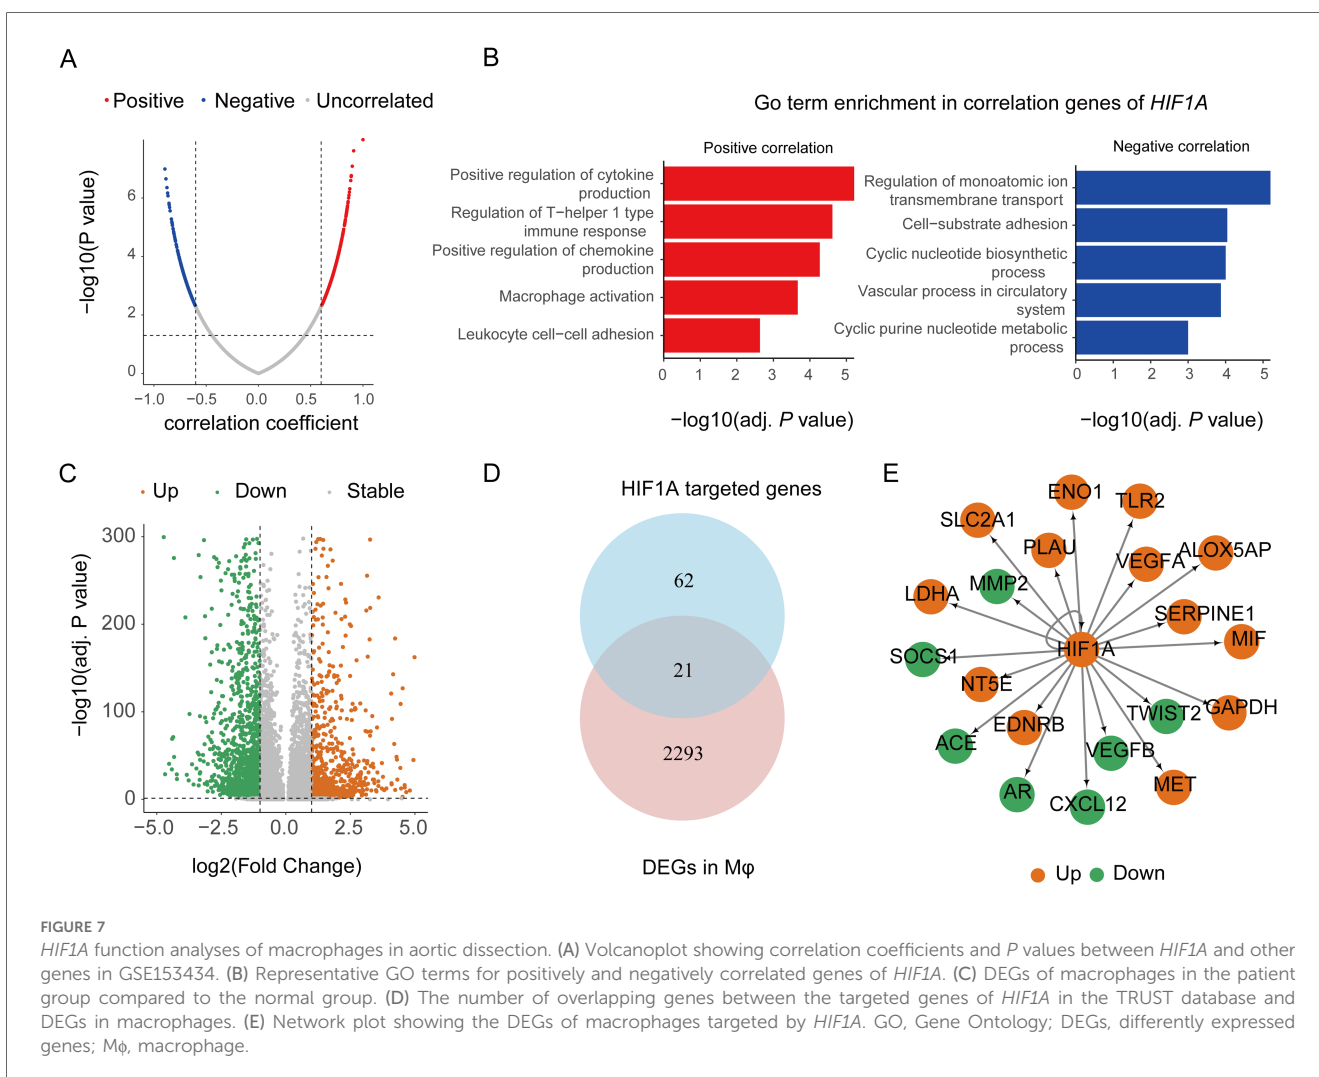 A
Positive Negative Uncorrelated
−log10(P value)
6
4
2
0
−1.0 −0.5 0.0 0.5 1.0
correlation coefficient
B
Go term enrichment in correlation genes of HIF1A
Positive correlation
Positive regulation of cytokine
production
Regulation of T−helper 1 type
immune response
Positive regulation of chemokine
production
Macrophage activation
Leukocyte cell−cell adhesion
0 1 2 3 4 5
−log10(adj. P value)
Negative correlation
Regulation of monoatomic ion
transmembrane transport
Cell−substrate adhesion
Cyclic nucleotide biosynthetic
process
Vascular process in circulatory
system
Cyclic purine nucleotide metabolic
process
0 1 2 3 4 5
−log10(adj. P value)
C
Up Down Stable
−log10(adj. P value)
300
200
100
0
−5.0 −2.5 0.0 2.5 5.0
log2(Fold Change)
D
HIF1A targeted genes
62
21
2293
DEGs in Mφ
E
ENO1
TLR2
SLC2A1
PLAU
VEGFA
ALOX5AP
MMP2
LDHA
SERPINE1
MIF
HIF1A
SOCS1
NT5E
GAPDH
TWIST2
EDNRB
ACE
VEGFB
MET
AR
CXCL12
Up Down
FIGURE 7
HIF1A function analyses of macrophages in aortic dissection. (A) Volcanoplot showing correlation coefficients and P values between HIF1A and other
genes in GSE153434. (B) Representative GO terms for positively and negatively correlated genes of HIF1A. (C) DEGs of macrophages in the patient
group compared to the normal group. (D) The number of overlapping genes between the targeted genes of HIF1A in the TRUST database and
DEGs in macrophages. (E) Network plot showing the DEGs of macrophages targeted by HIF1A. GO, Gene Ontology; DEGs, differently expressed
genes; Mϕ, macrophage.